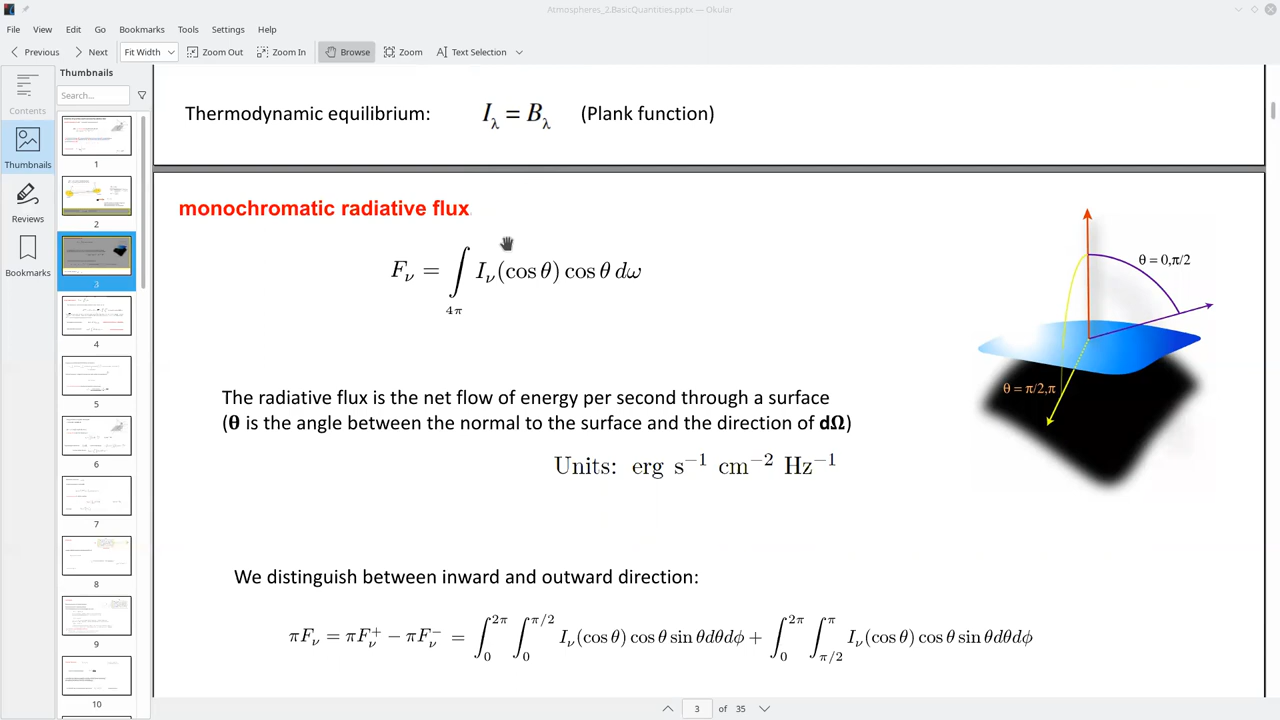 Atmospheres_2.BasicQuantities.pptx — Okular
File View Edit Go Bookmarks Tools Settings Help
Previous Next Fit Width Zoom Out Zoom In Browse Zoom Text Selection
Contents
Thumbnails
Reviews
Bookmarks
Thumbnails
Search...
1
2
3
4
5
6
7
8
9
10
Thermodynamic equilibrium: I_λ = B_λ (Plank function)
monochromatic radiative flux
F_ν = ∫_{4π} I_ν(cos θ) cos θ dω
θ = 0,π/2
θ = π/2,π
The radiative flux is the net flow of energy per second through a surface
(θ is the angle between the normal to the surface and the direction of dΩ)
Units: erg s⁻¹ cm⁻² Hz⁻¹
We distinguish between inward and outward direction:
πF_ν = πF_ν⁺ − πF_ν⁻ = ∫_0^{2π} ∫_0^{π/2} I_ν(cos θ) cos θ sin θdθdϕ + ∫_0^{2π} ∫_{π/2}^{π} I_ν(cos θ) cos θ sin θdθdϕ
3 of 35